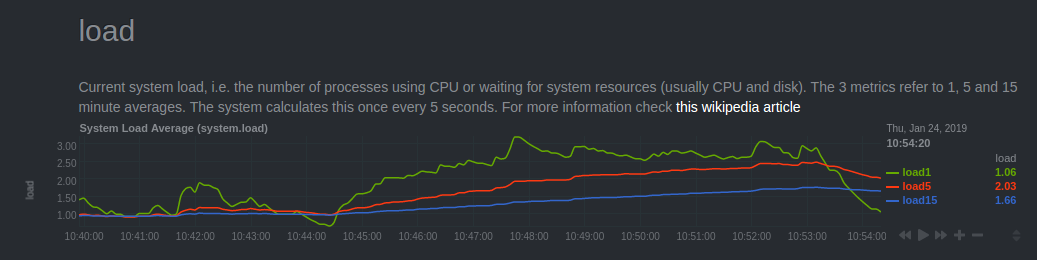 load
Current system load, i.e. the number of processes using CPU or waiting for system resources (usually CPU and disk). The 3 metrics refer to 1, 5 and 15
minute averages. The system calculates this once every 5 seconds. For more information check this wikipedia article
System Load Average (system.load)
Thu, Jan 24, 2019
10:54:20
load
load1 1.06
load5 2.03
load15 1.66
load
3.00
2.50
2.00
1.50
1.00
10:40:00 10:41:00 10:42:00 10:43:00 10:44:00 10:45:00 10:46:00 10:47:00 10:48:00 10:49:00 10:50:00 10:51:00 10:52:00 10:53:00 10:54:00